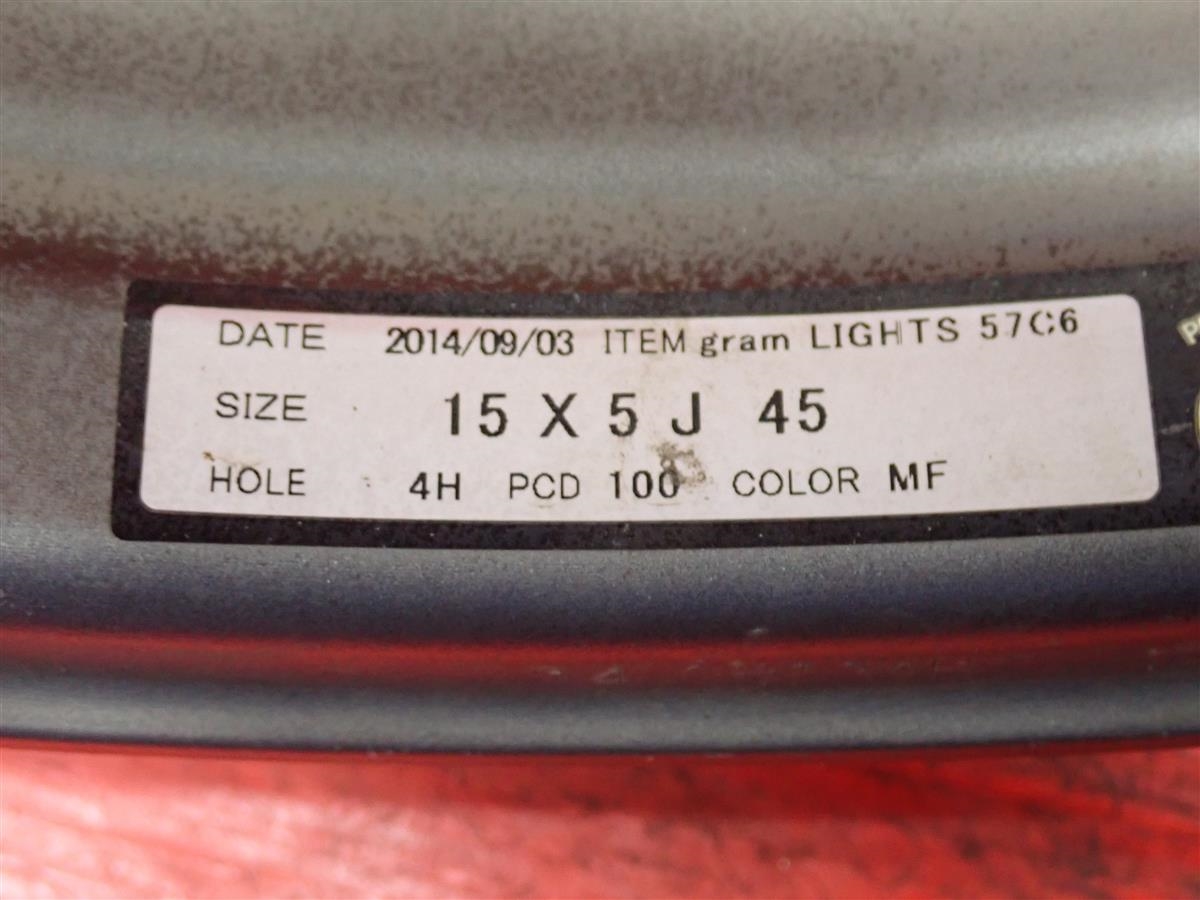 DATE 2014/09/03 ITEM gram LIGHTS 57C6
SIZE 15 X 5 J 45
HOLE 4H PCD 100 COLOR MF